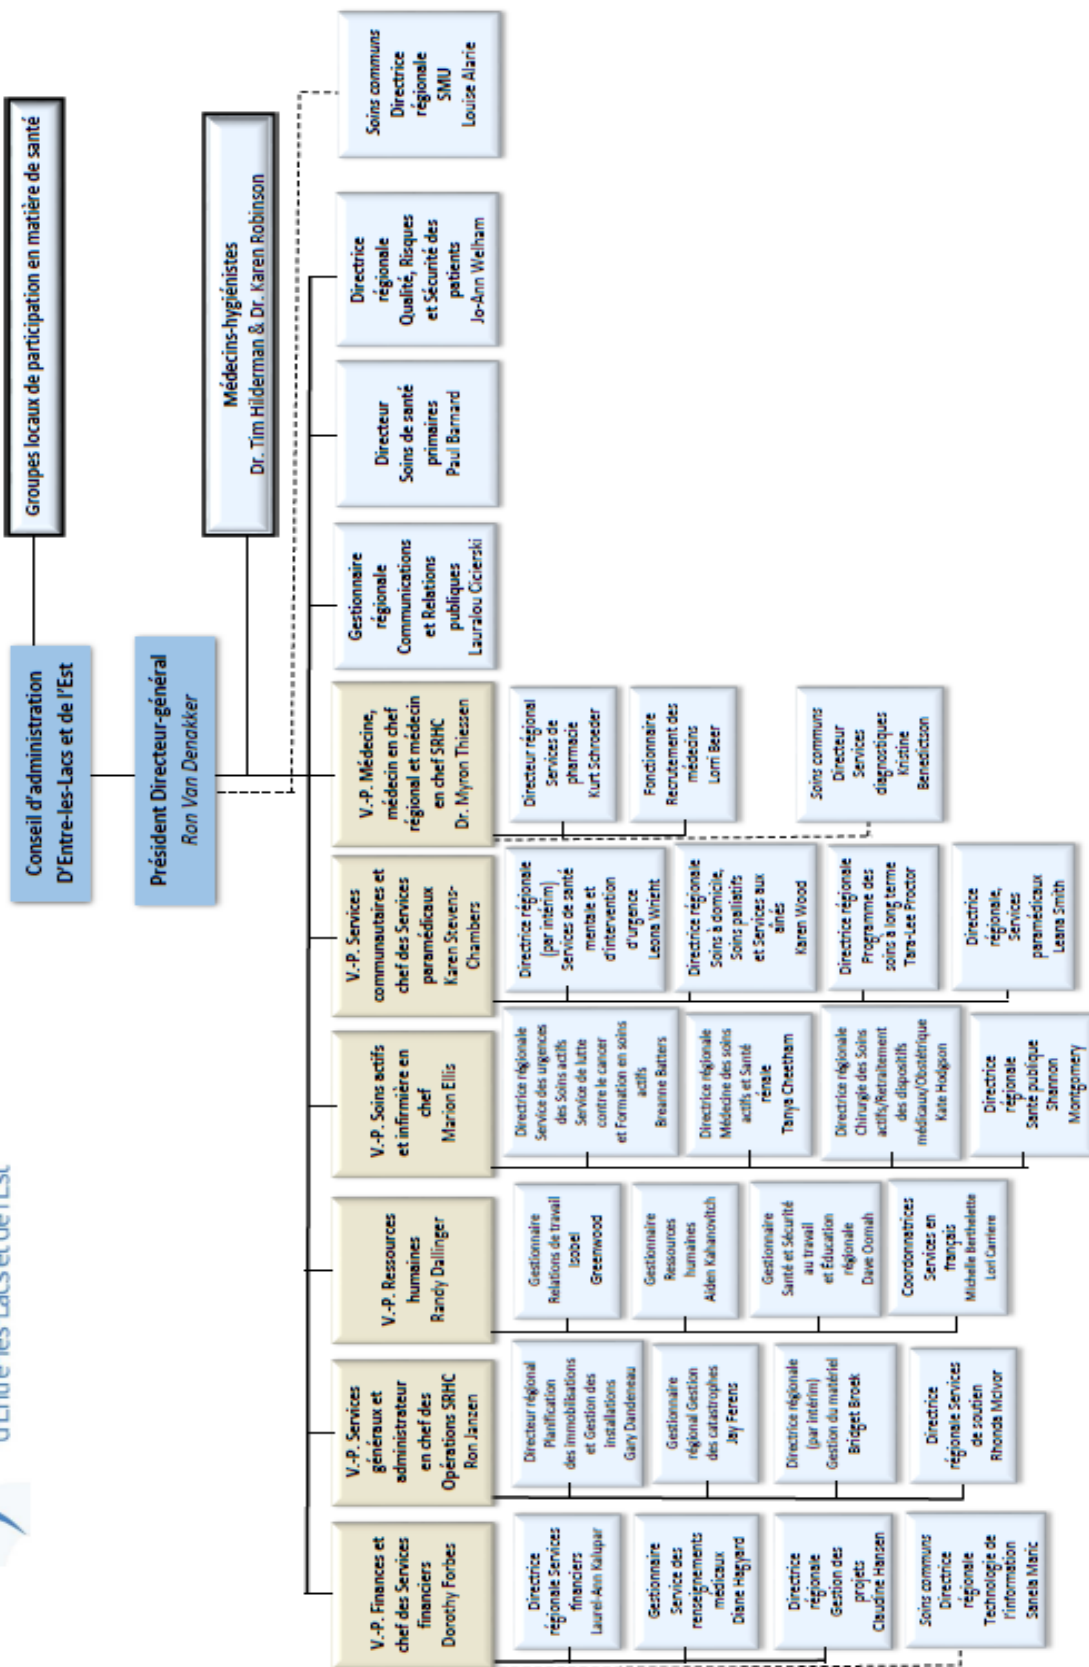 d'Entre-les-Lacs et de l'Est
Conseil d'administration
D'Entre-les-Lacs et de l'Est
Groupes locaux de participation en matière de santé
Président Directeur-général
Ron Van Denakker
Médecins-hygiénistes
Dr. Tim Hilderman & Dr. Karen Robinson
V.-P. Finances et
chef des Services
financiers
Dorothy Forbes
V.-P. Services
généraux et
administrateur
en chef des
Opérations SRHC
Ron Janzen
V.-P. Ressources
humaines
Randy Dallinger
V.-P. Soins actifs
et infirmière en
chef
Marion Ellis
V.-P. Services
communautaires et
chef des Services
paramédicaux
Karen Stevens-
Chambers
V.-P. Médecine,
médecin en chef
régional et médecin
en chef SRHC
Dr. Myron Thiessen
Gestionnaire
régionale
Communications
et Relations
publiques
Lauralou Cicierski
Directeur
Soins de santé
primaires
Paul Barnard
Directrice
régionale
Qualité, Risques
et Sécurité des
patients
Jo-Ann Welham
Soins communs
Directrice
régionale
SMU
Louise Alarie
Directrice
régionale Services
financiers
Laurel-Ann Kalupar
Gestionnaire
Service des
renseignements
médicaux
Diane Hagyard
Directrice
régionale
Gestion des
projets
Claudine Hansen
Soins communs
Directrice
régionale
Technologie de
l'information
Sanela Maric
Directeur régional
Planification
des immobilisations
et Gestion des
installations
Gary Dandeneau
Gestionnaire
régional Gestion
des catastrophes
Jay Ferens
Directrice régionale
(par intérim)
Gestion du matériel
Bridget Broek
Directrice
régionale Services
de soutien
Rhonda McIvor
Gestionnaire
Relations de travail
Isobel
Greenwood
Gestionnaire
Ressources
humaines
Aiden Kahanovitch
Gestionnaire
Santé et Sécurité
au travail
et Éducation
régionale
Dave Oomah
Coordonnatrices
Services en
français
Michelle Berthelette
Lori Carriere
Directrice régionale
Service des urgences
des Soins actifs
Service de lutte
contre le cancer
et Formation en soins
actifs
Breanne Batters
Directrice régionale
Médecine des soins
actifs et Santé
rénale
Tanya Cheetham
Directrice régionale
Chirurgie des Soins
actifs/Retraitement
des dispositifs
médicaux/Obstétrique
Kate Hodgson
Directrice
régionale
Santé publique
Shannon
Montgomery
Directrice régionale
(par intérim)
Services de santé
mentale et
d'intervention
d'urgence
Leona Wright
Directrice régionale
Soins à domicile,
Soins palliatifs
et Services aux
aînés
Karen Wood
Directrice régionale
Programme des
soins à long terme
Tara-Lee Proctor
Directrice
régionale,
Services
paramédicaux
Leana Smith
Directeur régional
Services de
pharmacie
Kurt Schroeder
Fonctionnaire
Recrutement des
médecins
Lorri Beer
Soins communs
Directeur
Services
diagnostiques
Kristine
Benedictson